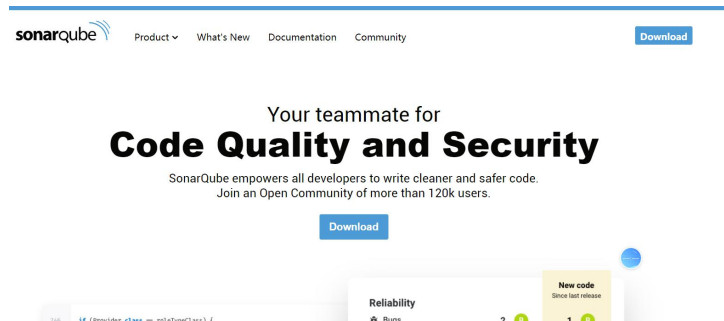 sonarqube
Product What's New Documentation Community
Download
Your teammate for
Code Quality and Security
SonarQube empowers all developers to write cleaner and safer code.
Join an Open Community of more than 120k users.
Download
New code
Since last release
Reliability
Bugs